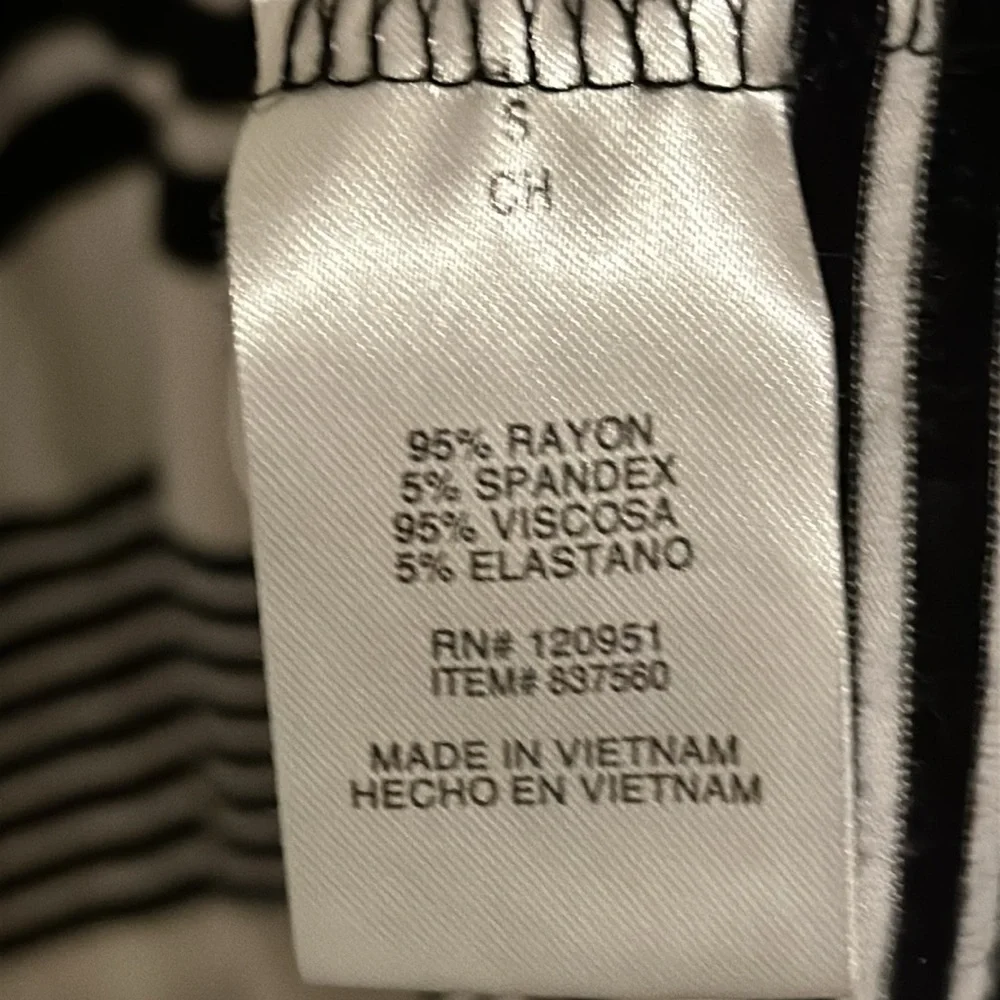 S
CH
95% RAYON
5% SPANDEX
95% VISCOSA
5% ELASTANO
RN# 120951
ITEM# 837560
MADE IN VIETNAM
HECHO EN VIETNAM